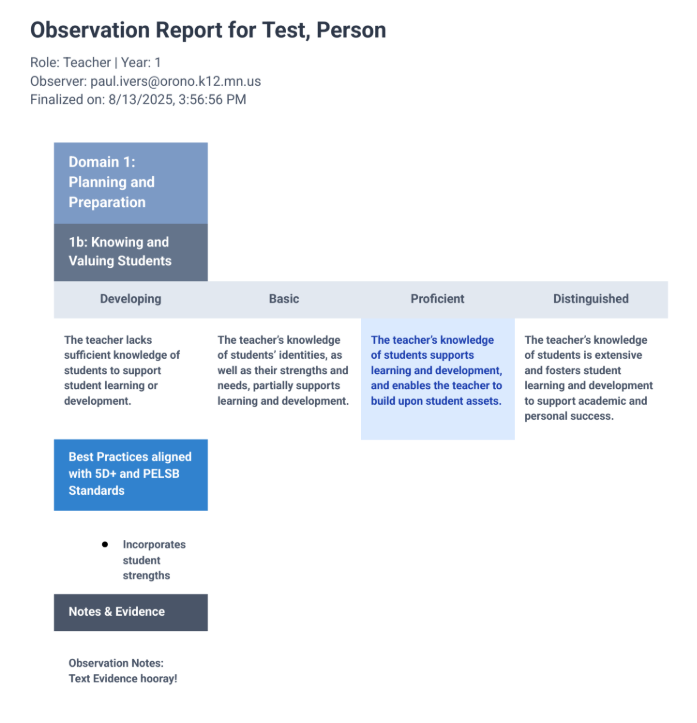 Observation Report for Test, Person
Role: Teacher | Year: 1
Observer: paul.ivers@orono.k12.mn.us
Finalized on: 8/13/2025, 3:56:56 PM
Domain 1:
Planning and
Preparation
1b: Knowing and
Valuing Students
Developing
Basic
Proficient
Distinguished
The teacher lacks
sufficient knowledge of
students to support
student learning or
development.
The teacher's knowledge
of students' identities, as
well as their strengths and
needs, partially supports
learning and development.
The teacher's knowledge
of students supports
learning and development,
and enables the teacher to
build upon student assets.
The teacher's knowledge
of students is extensive
and fosters student
learning and development
to support academic and
personal success.
Best Practices aligned
with 5D+ and PELSB
Standards
● Incorporates
student
strengths
Notes & Evidence
Observation Notes:
Text Evidence hooray!